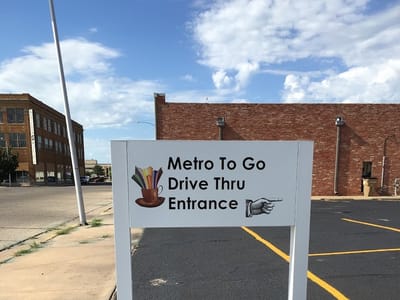 Metro To Go
Drive Thru
Entrance